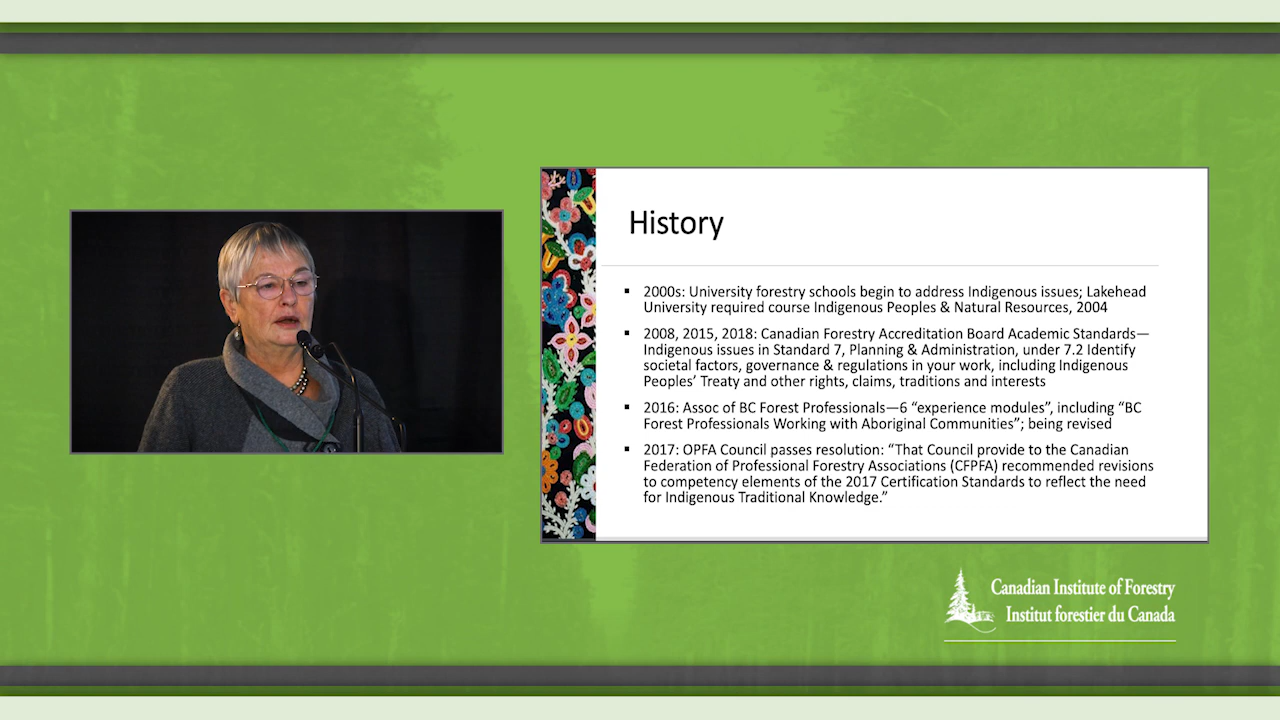 History
2000s: University forestry schools begin to address Indigenous issues; Lakehead
University required course Indigenous Peoples & Natural Resources, 2004
2008, 2015, 2018: Canadian Forestry Accreditation Board Academic Standards—
Indigenous issues in Standard 7, Planning & Administration, under 7.2 Identify
societal factors, governance & regulations in your work, including Indigenous
Peoples’ Treaty and other rights, claims, traditions and interests
2016: Assoc of BC Forest Professionals—6 “experience modules”, including “BC
Forest Professionals Working with Aboriginal Communities”; being revised
2017: OPFA Council passes resolution: “That Council provide to the Canadian
Federation of Professional Forestry Associations (CFPFA) recommended revisions
to competency elements of the 2017 Certification Standards to reflect the need
for Indigenous Traditional Knowledge.”
Canadian Institute of Forestry
Institut forestier du Canada